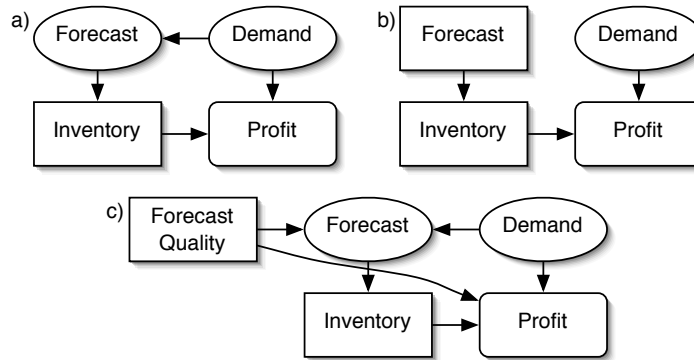 a)
Forecast
Demand
Inventory
Profit
b)
Forecast
Demand
Inventory
Profit
c)
Forecast
Quality
Forecast
Demand
Inventory
Profit